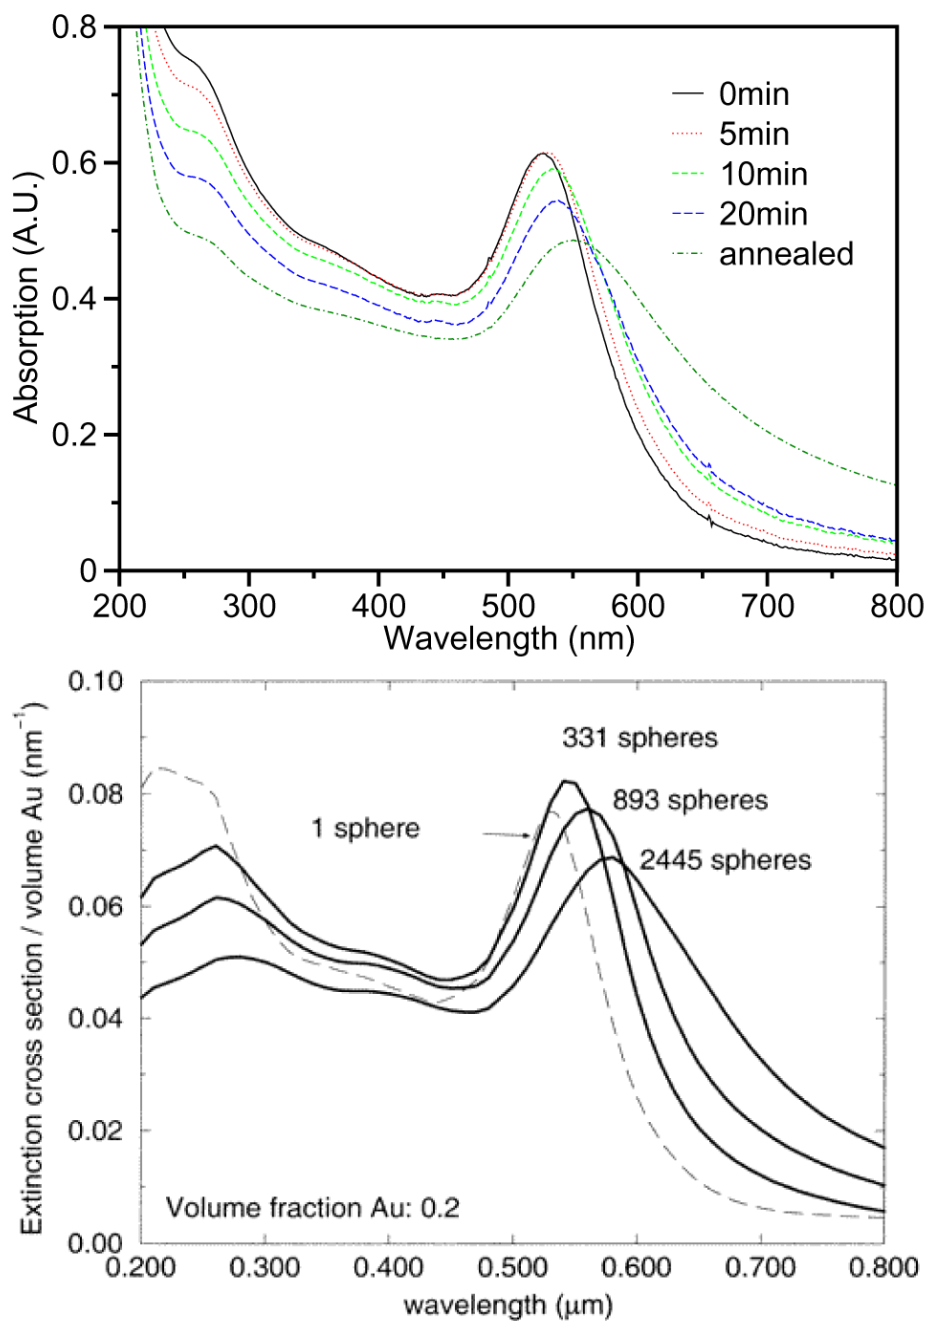 0.8
0.6
0.4
0.2
0
Absorption (A.U.)
0min
5min
10min
20min
annealed
200 300 400 500 600 700 800
Wavelength (nm)
0.10
0.08
0.06
0.04
0.02
0.00
Extinction cross section / volume Au (nm⁻¹)
331 spheres
893 spheres
1 sphere
2445 spheres
Volume fraction Au: 0.2
0.200 0.300 0.400 0.500 0.600 0.700 0.800
wavelength (μm)